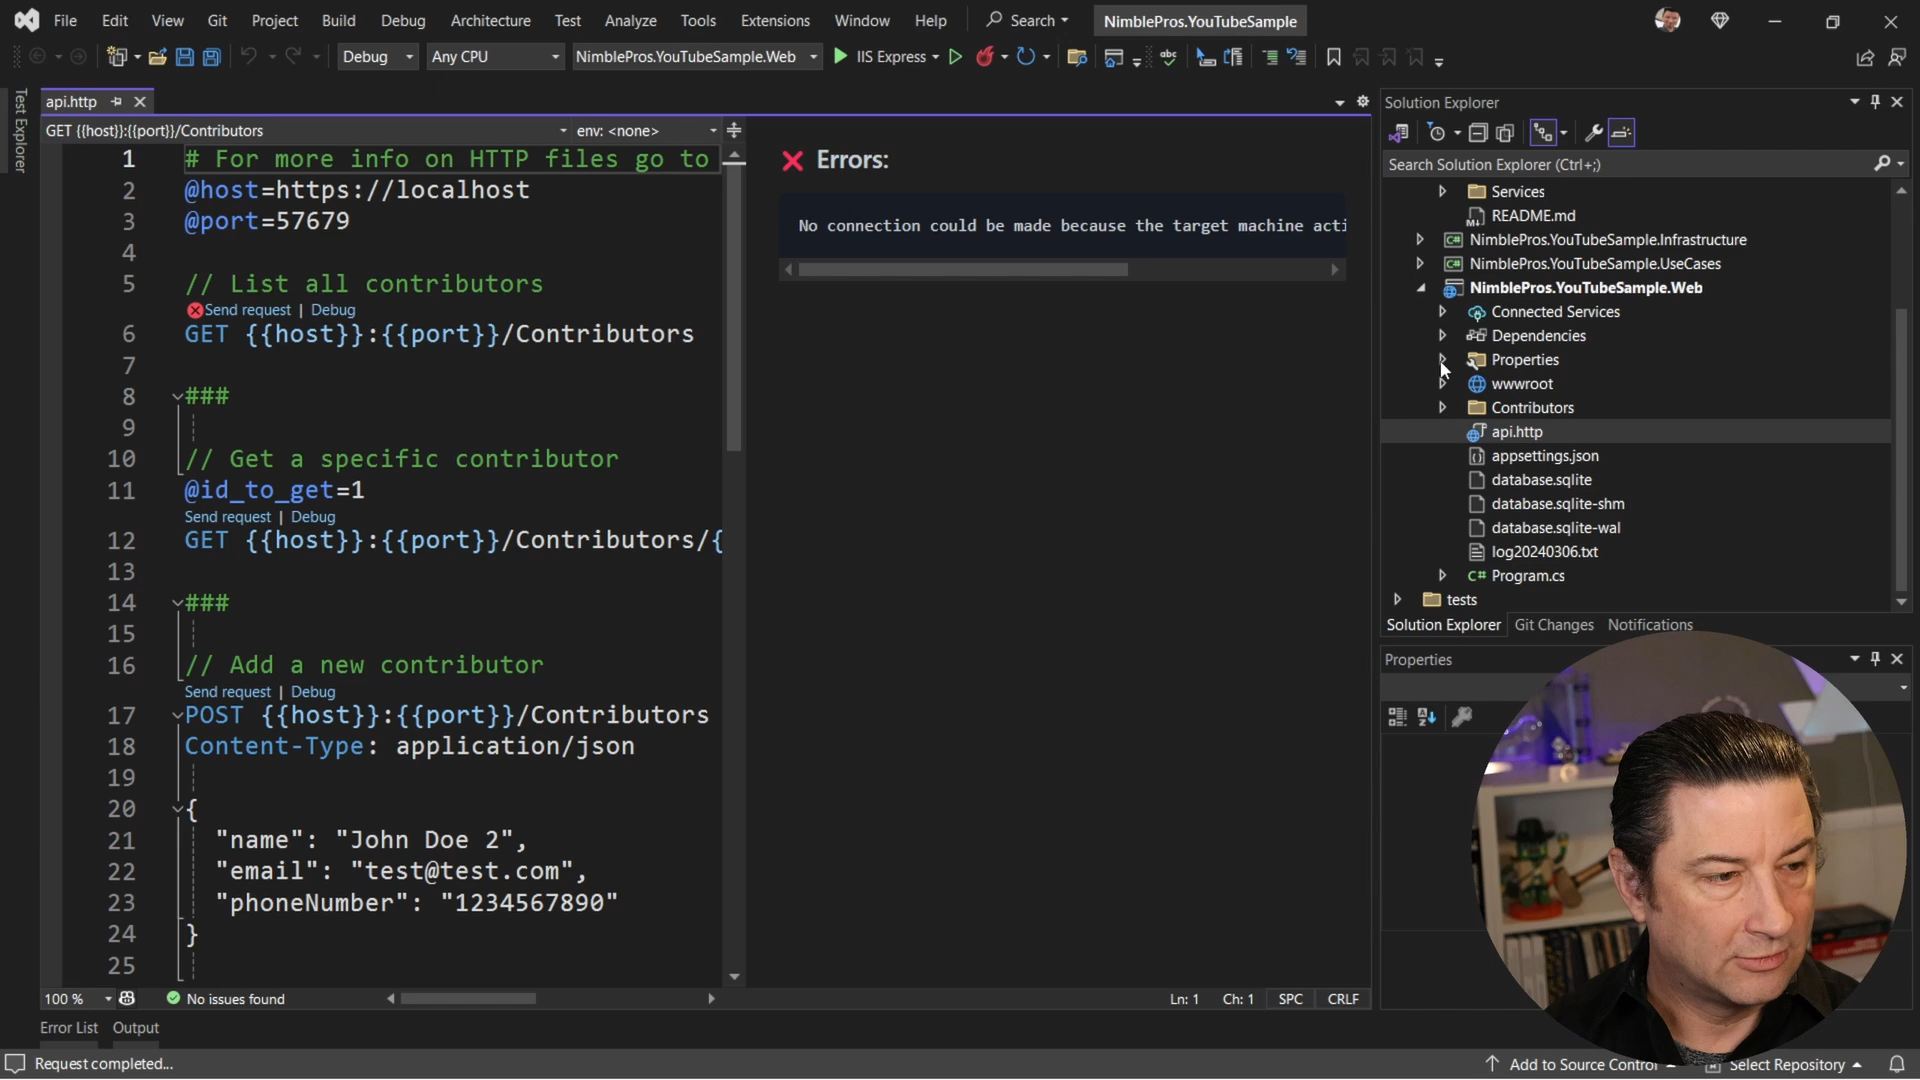 File Edit View Git Project Build Debug Architecture Test Analyze Tools Extensions Window Help Search NimblePros.YouTubeSample
Debug Any CPU NimblePros.YouTubeSample.Web IIS Express
Test Explorer
api.http
GET {{host}}:{{port}}/Contributors env: <none>
1 # For more info on HTTP files go to
2 @host=https://localhost
3 @port=57679
4
5 // List all contributors
Send request | Debug
6 GET {{host}}:{{port}}/Contributors
7
8 ###
9
10 // Get a specific contributor
11 @id_to_get=1
Send request | Debug
12 GET {{host}}:{{port}}/Contributors/{
13
14 ###
15
16 // Add a new contributor
Send request | Debug
17 POST {{host}}:{{port}}/Contributors
18 Content-Type: application/json
19
20 {
21 "name": "John Doe 2",
22 "email": "test@test.com",
23 "phoneNumber": "1234567890"
24 }
25
Errors:
No connection could be made because the target machine acti
100 % No issues found Ln: 1 Ch: 1 SPC CRLF
Error List Output
Solution Explorer
Search Solution Explorer (Ctrl+;)
Services
README.md
NimblePros.YouTubeSample.Infrastructure
NimblePros.YouTubeSample.UseCases
NimblePros.YouTubeSample.Web
Connected Services
Dependencies
Properties
wwwroot
Contributors
api.http
appsettings.json
database.sqlite
database.sqlite-shm
database.sqlite-wal
log20240306.txt
C# Program.cs
tests
Solution Explorer Git Changes Notifications
Properties
Request completed... Add to Source Control Select Repository